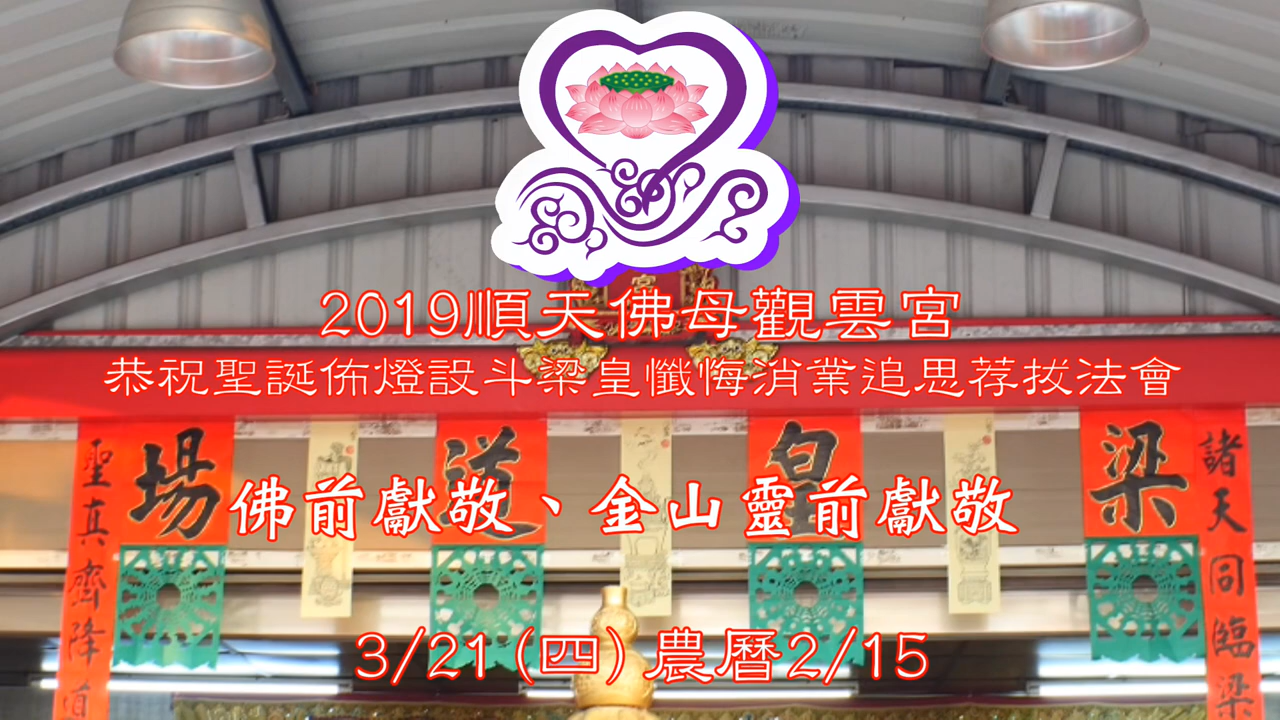 宮
2019順天佛母觀雲宮
恭祝聖誕佈燈設斗梁皇懺悔消業追思荐拔法會
梁皇道場
諸天同臨梁
聖真齊降道
佛前獻敬、金山靈前獻敬
3/21(四)農曆2/15